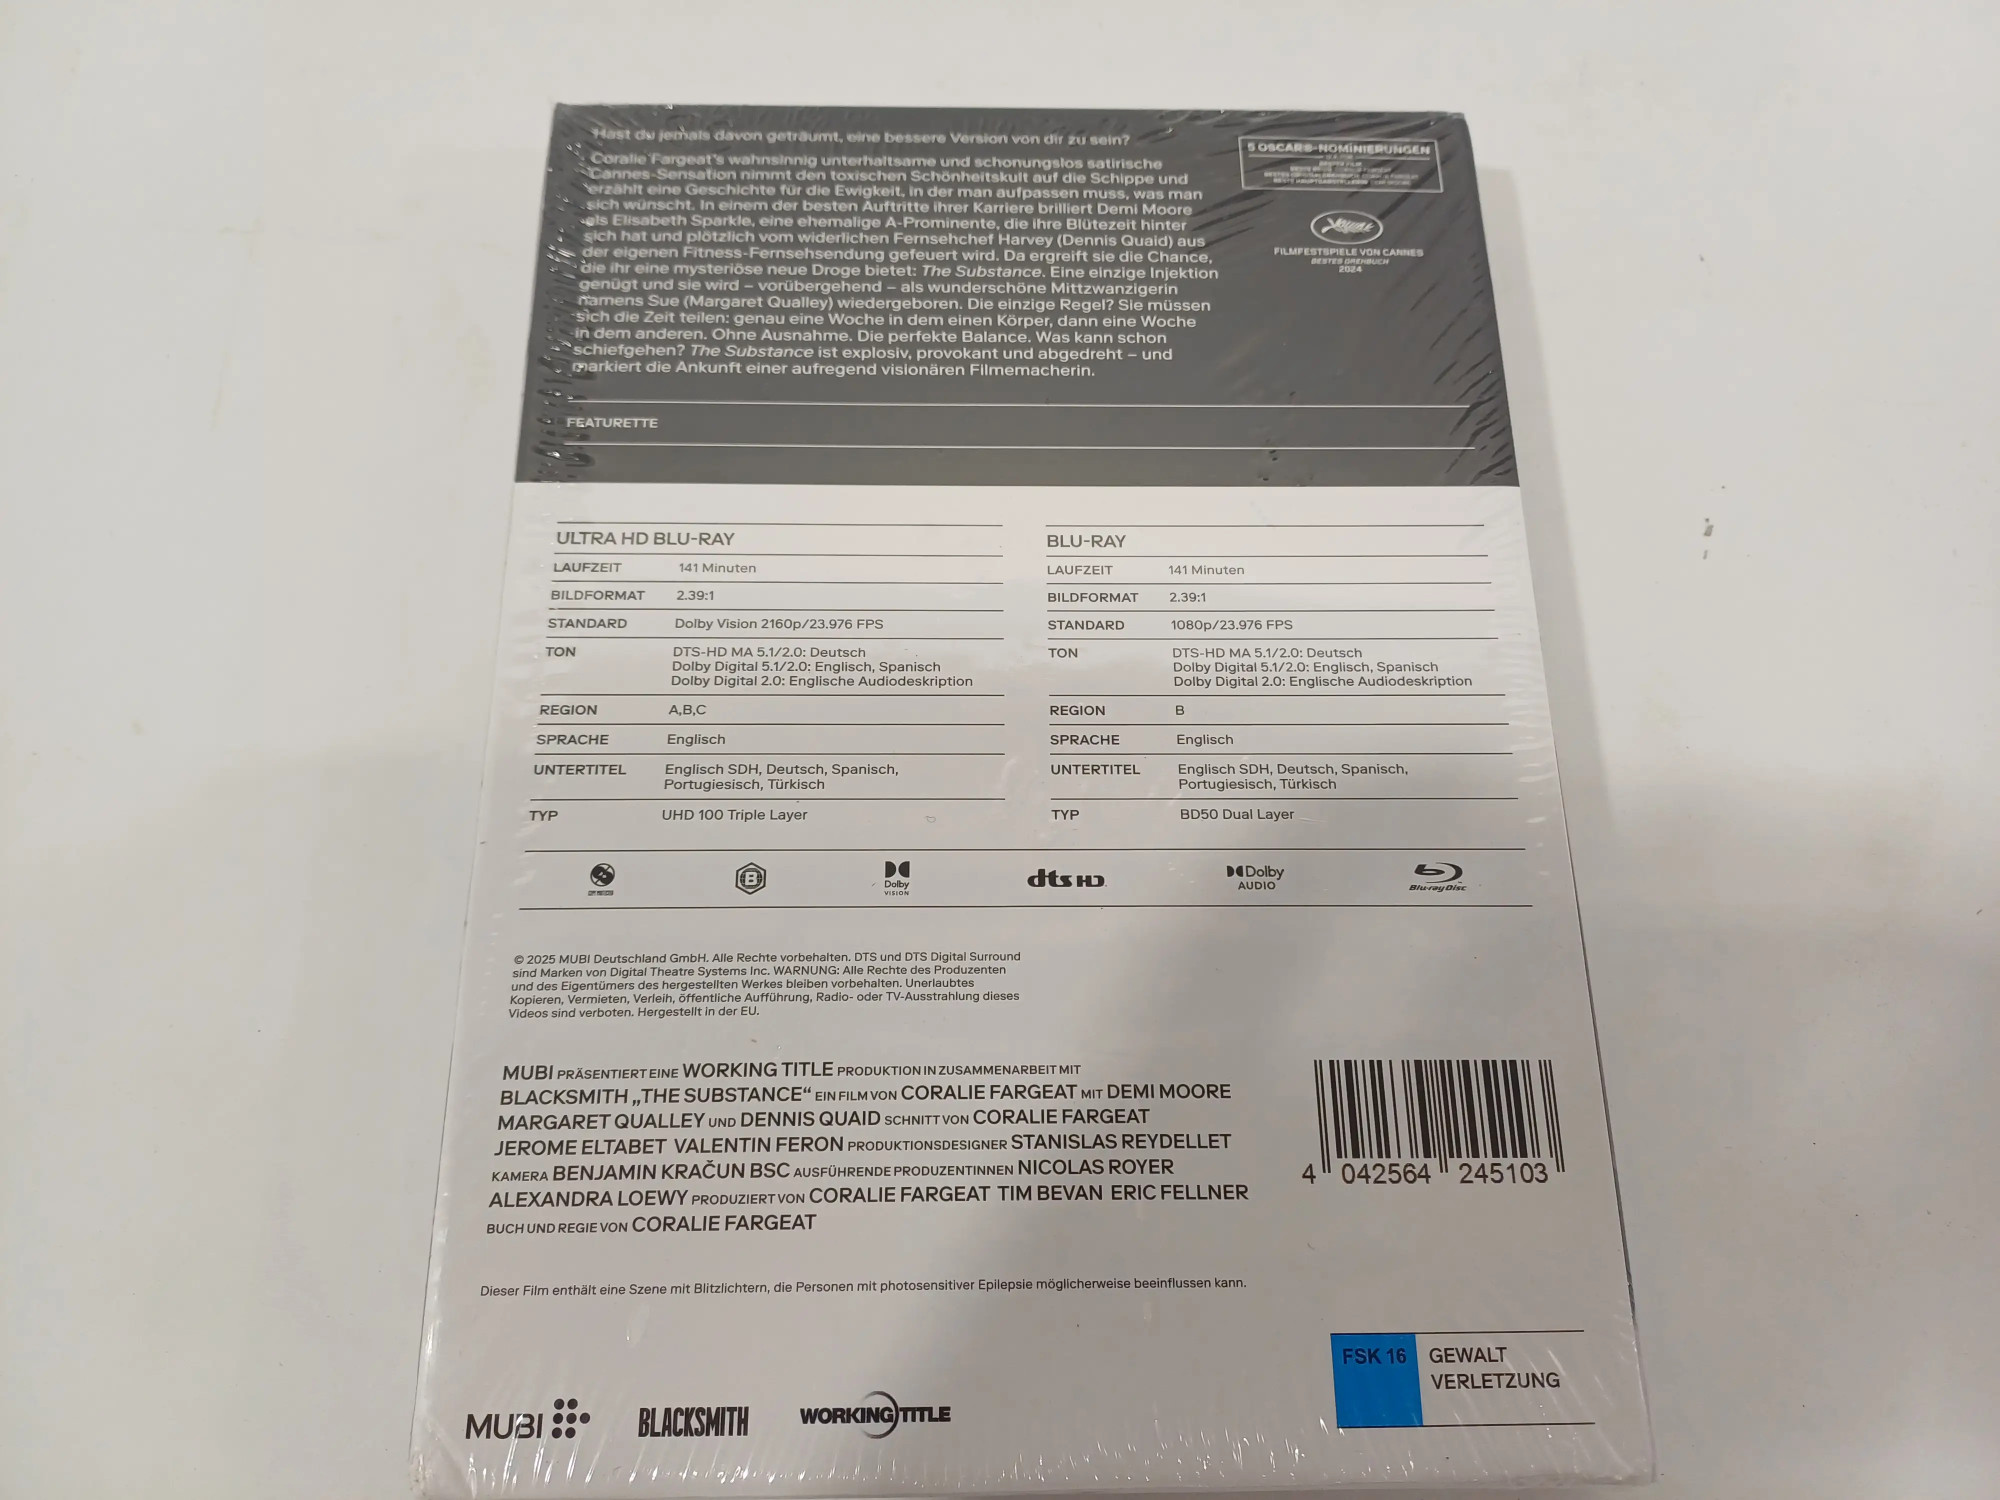 Hast du jemals davon geträumt, eine bessere Version von dir zu sein?
Coralie Fargeat's wahnsinnig unterhaltsame und schonungslos satirische
Cannes-Sensation nimmt den toxischen Schönheitskult auf die Schippe und
erzählt eine Geschichte für die Ewigkeit, in der man aufpassen muss, was man
sich wünscht. In einem der besten Auftritte ihrer Karriere brilliert Demi Moore
als Elisabeth Sparkle, eine ehemalige A-Prominente, die ihre Blütezeit hinter
sich hat und plötzlich vom widerlichen Fernsehchef Harvey (Dennis Quaid) aus
der eigenen Fitness-Fernsehsendung gefeuert wird. Da ergreift sie die Chance,
die ihr eine mysteriöse neue Droge bietet: The Substance. Eine einzige Injektion
genügt und sie wird – vorübergehend – als wunderschöne Mittzwanzigerin
namens Sue (Margaret Qualley) wiedergeboren. Die einzige Regel? Sie müssen
sich die Zeit teilen: genau eine Woche in dem einen Körper, dann eine Woche
in dem anderen. Ohne Ausnahme. Die perfekte Balance. Was kann schon
schiefgehen? The Substance ist explosiv, provokant und abgedreht – und
markiert die Ankunft einer aufregend visionären Filmemacherin.
5 OSCAR®-NOMINIERUNGEN
FILMFESTSPIELE VON CANNES
BESTES DREHBUCH
2024
FEATURETTE
ULTRA HD BLU-RAY
LAUFZEIT 141 Minuten
BILDFORMAT 2.39:1
STANDARD Dolby Vision 2160p/23.976 FPS
TON DTS-HD MA 5.1/2.0: Deutsch
Dolby Digital 5.1/2.0: Englisch, Spanisch
Dolby Digital 2.0: Englische Audiodeskription
REGION A,B,C
SPRACHE Englisch
UNTERTITEL Englisch SDH, Deutsch, Spanisch,
Portugiesisch, Türkisch
TYP UHD 100 Triple Layer
BLU-RAY
LAUFZEIT 141 Minuten
BILDFORMAT 2.39:1
STANDARD 1080p/23.976 FPS
TON DTS-HD MA 5.1/2.0: Deutsch
Dolby Digital 5.1/2.0: Englisch, Spanisch
Dolby Digital 2.0: Englische Audiodeskription
REGION B
SPRACHE Englisch
UNTERTITEL Englisch SDH, Deutsch, Spanisch,
Portugiesisch, Türkisch
TYP BD50 Dual Layer
B
Dolby
VISION
dts HD
Dolby
AUDIO
Blu-ray Disc
© 2025 MUBI Deutschland GmbH. Alle Rechte vorbehalten. DTS und DTS Digital Surround
sind Marken von Digital Theatre Systems Inc. WARNUNG: Alle Rechte des Produzenten
und des Eigentümers des hergestellten Werkes bleiben vorbehalten. Unerlaubtes
Kopieren, Vermieten, Verleih, öffentliche Aufführung, Radio- oder TV-Ausstrahlung dieses
Videos sind verboten. Hergestellt in der EU.
MUBI PRÄSENTIERT EINE WORKING TITLE PRODUKTION IN ZUSAMMENARBEIT MIT
BLACKSMITH „THE SUBSTANCE“ EIN FILM VON CORALIE FARGEAT MIT DEMI MOORE
MARGARET QUALLEY UND DENNIS QUAID SCHNITT VON CORALIE FARGEAT
JEROME ELTABET VALENTIN FERON PRODUKTIONSDESIGNER STANISLAS REYDELLET
KAMERA BENJAMIN KRAČUN BSC AUSFÜHRENDE PRODUZENTINNEN NICOLAS ROYER
ALEXANDRA LOEWY PRODUZIERT VON CORALIE FARGEAT TIM BEVAN ERIC FELLNER
BUCH UND REGIE VON CORALIE FARGEAT
4 042564 245103
Dieser Film enthält eine Szene mit Blitzlichtern, die Personen mit photosensitiver Epilepsie möglicherweise beeinflussen kann.
FSK 16
GEWALT
VERLETZUNG
MUBI
BLACKSMITH
WORKING TITLE